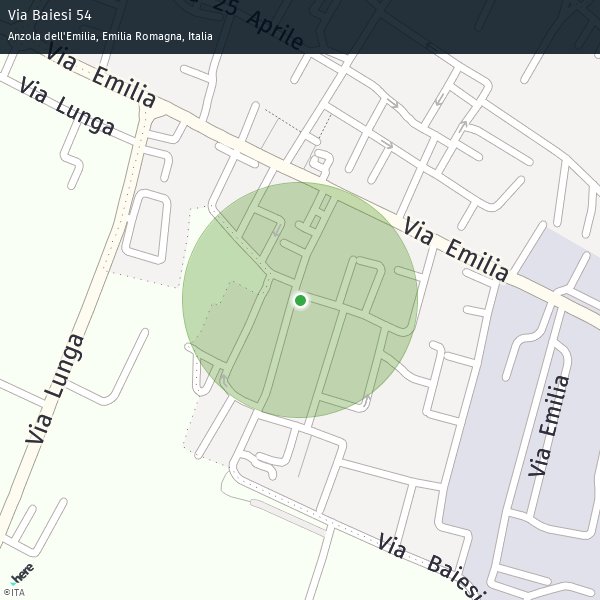 Via Baiesi 54
Anzola dell'Emilia, Emilia Romagna, Italia
25 Aprile
Via Emilia
Via Lunga
Via Emilia
Via Lunga
Via Emilia
Via Baiesi
here
©ITA